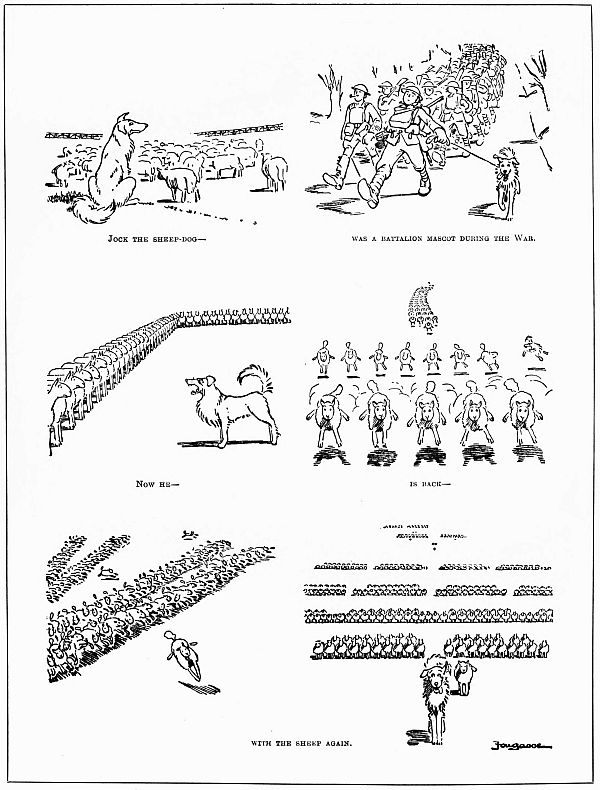 JOCK THE SHEEP-DOG—
WAS A BATTALION MASCOT DURING THE WAR.
NOW HE—
IS BACK—
WITH THE SHEEP AGAIN.
Fougasse